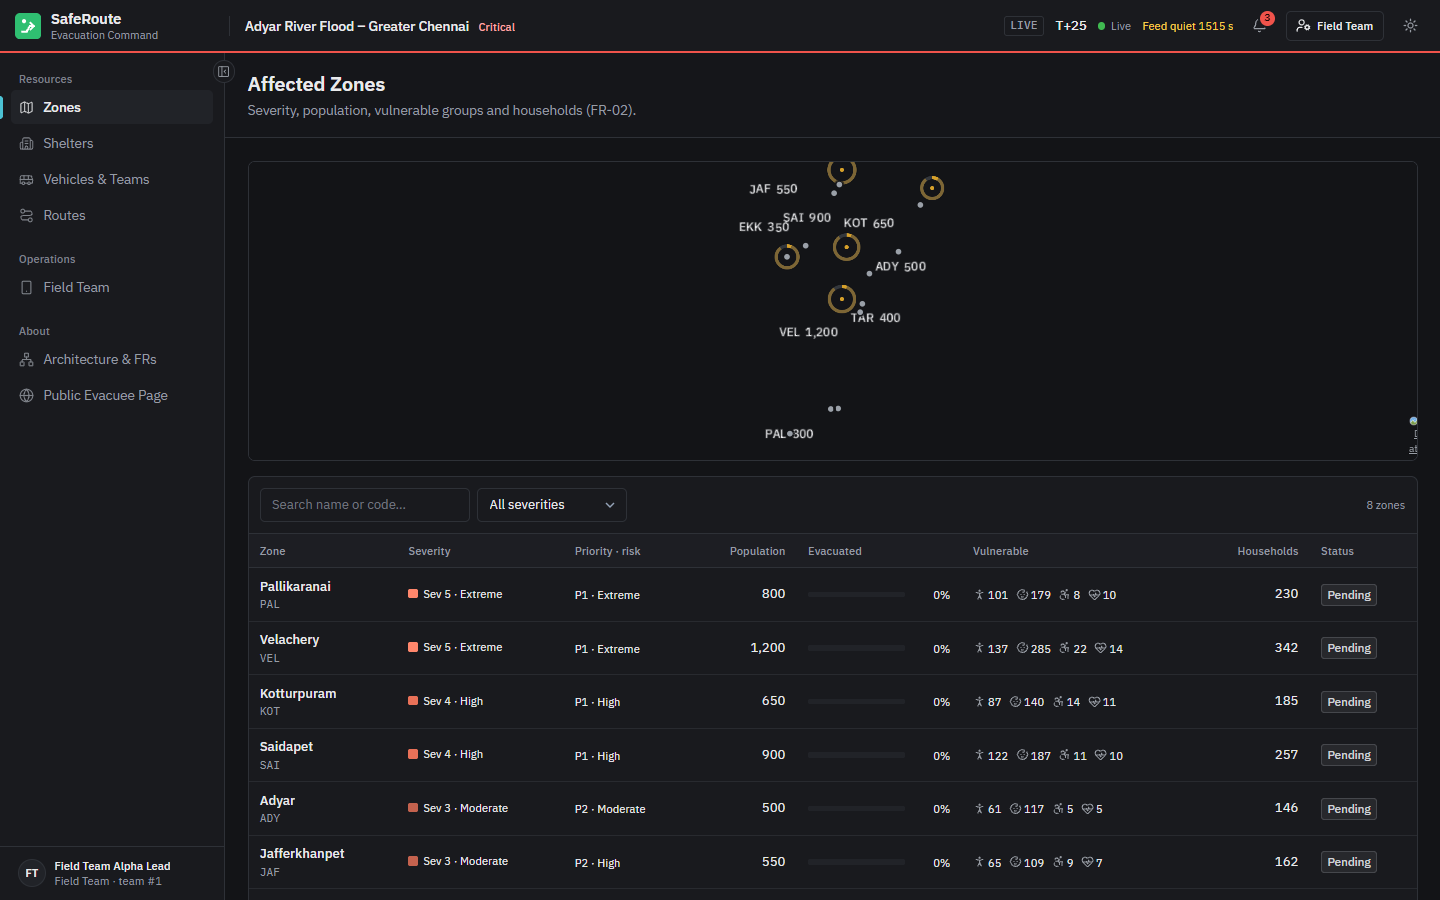 SafeRoute
Evacuation Command
Adyar River Flood – Greater Chennai Critical
LIVE T+25 Live Feed quiet 1515 s 3 Field Team
Resources
Zones
Shelters
Vehicles & Teams
Routes
Operations
Field Team
About
Architecture & FRs
Public Evacuee Page
FT
Field Team Alpha Lead
Field Team · team #1
Affected Zones
Severity, population, vulnerable groups and households (FR-02).
JAF 550
SAI 900
KOT 650
EKK 350
ADY 500
TAR 400
VEL 1,200
PAL 300
Search name or code...
All severities
8 zones
Zone Severity Priority · risk Population Evacuated Vulnerable Households Status
Pallikaranai
PAL
Sev 5 · Extreme P1 · Extreme 800 0% 101 179 8 10 230 Pending
Velachery
VEL
Sev 5 · Extreme P1 · Extreme 1,200 0% 137 285 22 14 342 Pending
Kotturpuram
KOT
Sev 4 · High P1 · High 650 0% 87 140 14 11 185 Pending
Saidapet
SAI
Sev 4 · High P1 · High 900 0% 122 187 11 10 257 Pending
Adyar
ADY
Sev 3 · Moderate P2 · Moderate 500 0% 61 117 5 5 146 Pending
Jafferkhanpet
JAF
Sev 3 · Moderate P2 · High 550 0% 65 109 9 7 162 Pending